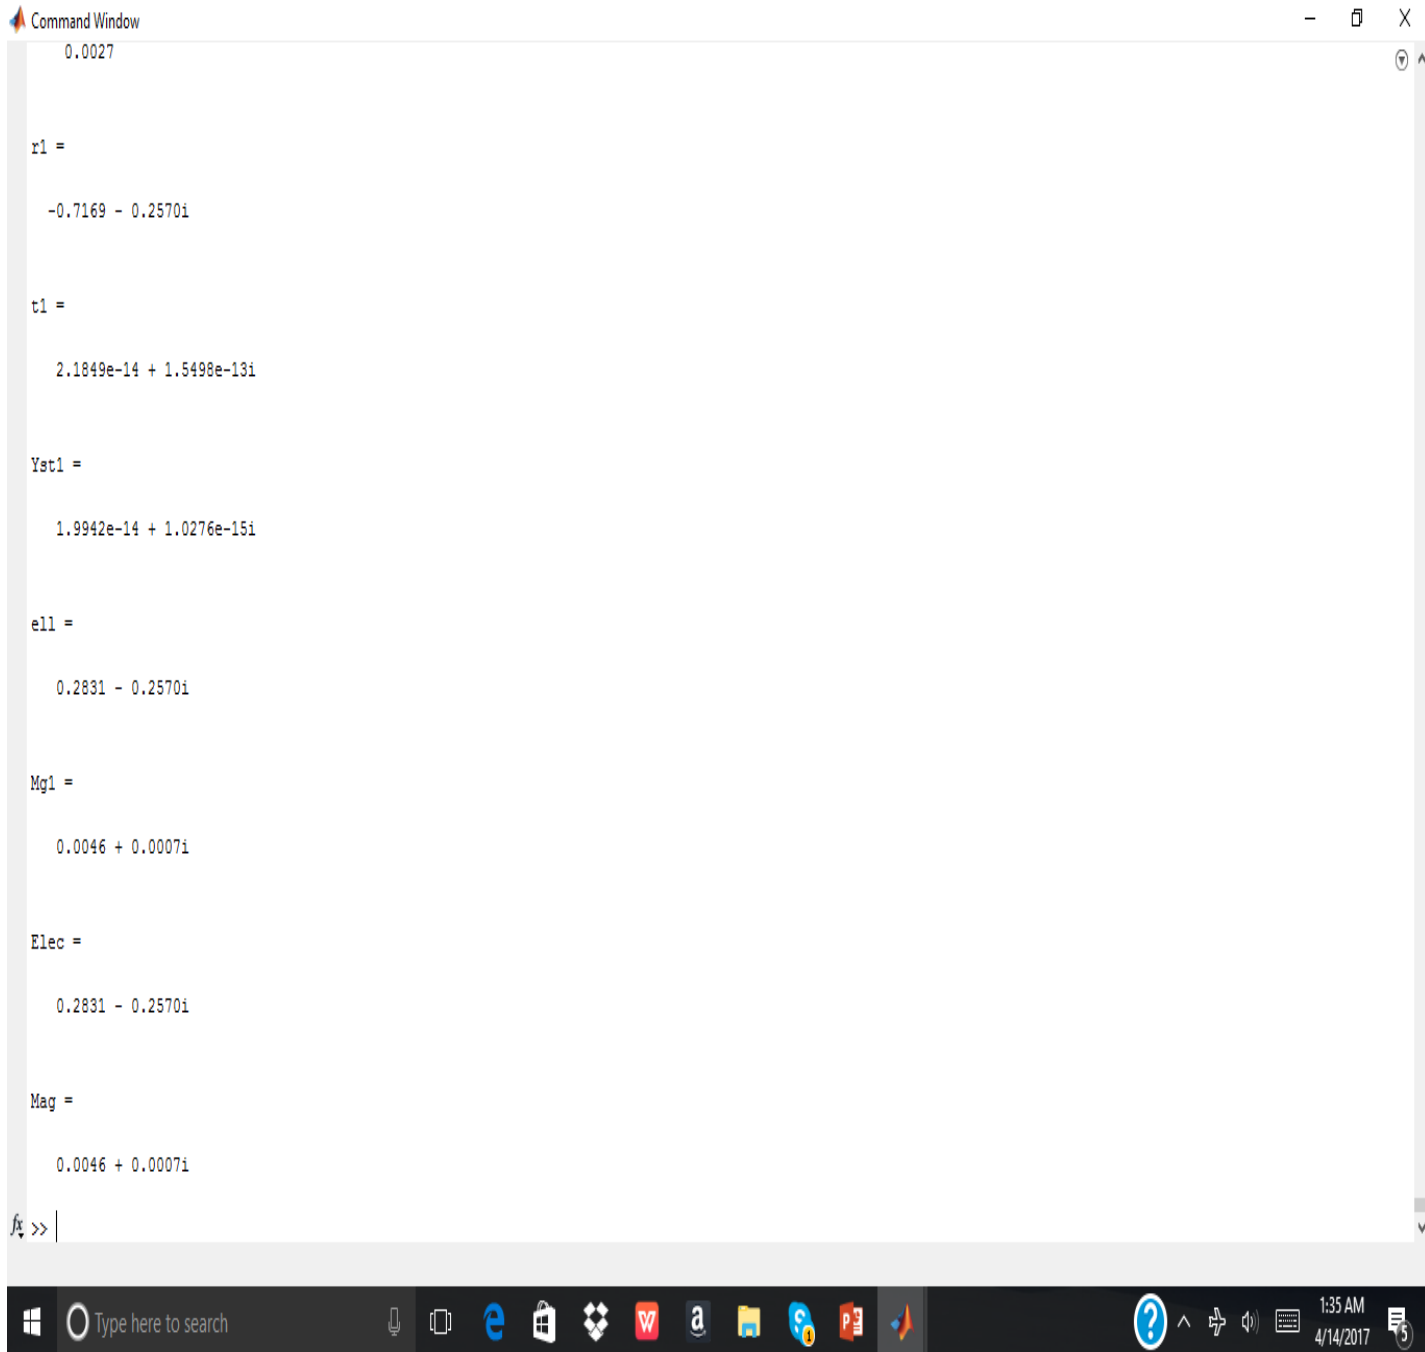 Command Window
0.0027
r1 =
-0.7169 - 0.2570i
t1 =
2.1849e-14 + 1.5498e-13i
Yst1 =
1.9942e-14 + 1.0276e-15i
ell =
0.2831 - 0.2570i
Mg1 =
0.0046 + 0.0007i
Elec =
0.2831 - 0.2570i
Mag =
0.0046 + 0.0007i
fx >>
Type here to search
1:35 AM
4/14/2017
5